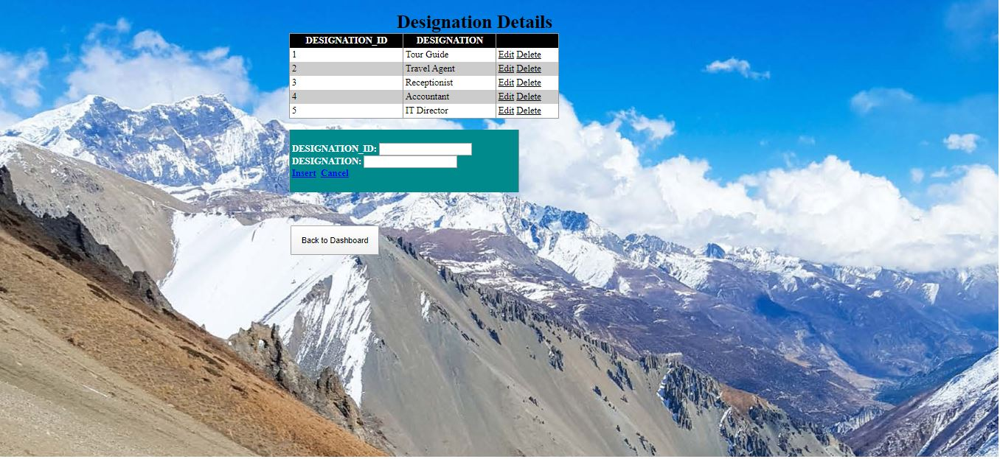 Designation Details
DESIGNATION_ID DESIGNATION
1 Tour Guide Edit Delete
2 Travel Agent Edit Delete
3 Receptionist Edit Delete
4 Accountant Edit Delete
5 IT Director Edit Delete
DESIGNATION_ID:
DESIGNATION:
Insert Cancel
Back to Dashboard